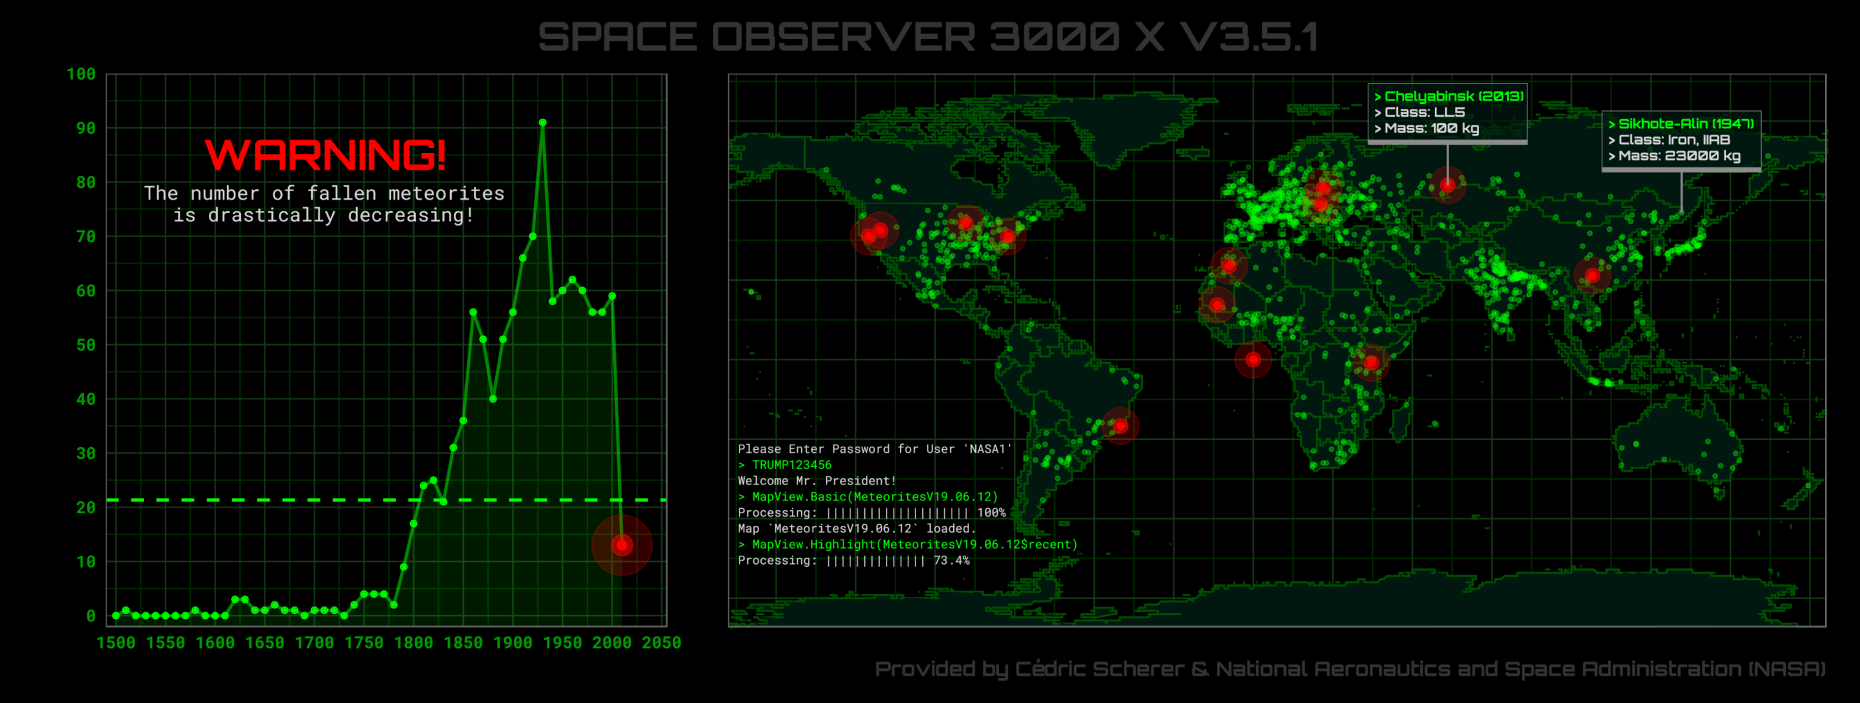 SPACE OBSERVER 3000 X V3.5.1
100
90
80
70
60
50
40
30
20
10
0
1500 1550 1600 1650 1700 1750 1800 1850 1900 1950 2000 2050
WARNING!
The number of fallen meteorites
is drastically decreasing!
> Chelyabinsk (2013)
> Class: LL5
> Mass: 100 kg
> Sikhote-Alin (1947)
> Class: Iron, IIAB
> Mass: 23000 kg
Please Enter Password for User 'NASA1'
> TRUMP123456
Welcome Mr. President!
> MapView.Basic(MeteoritesV19.06.12)
Processing: |||||||||||||||||||| 100%
Map `MeteoritesV19.06.12` loaded.
> MapView.Highlight(MeteoritesV19.06.12$recent)
Processing: |||||||||||||| 73.4%
Provided by Cédric Scherer & National Aeronautics and Space Administration (NASA)